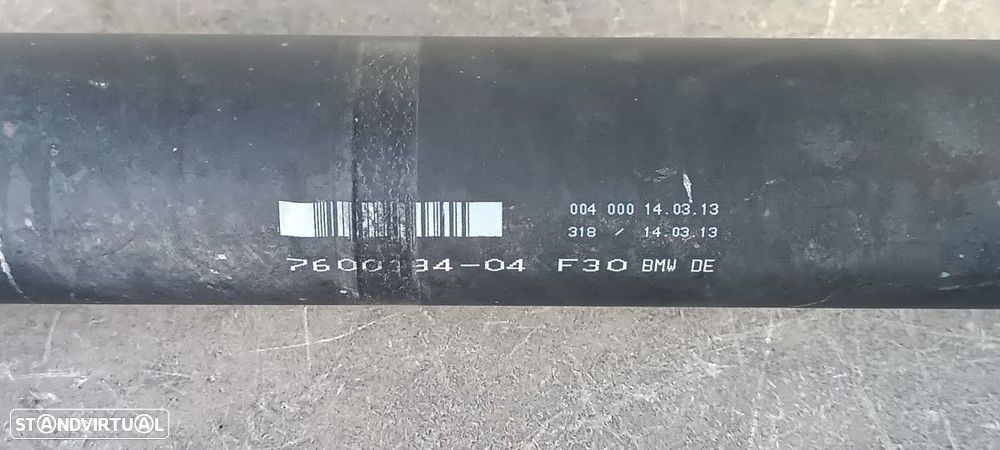 004 000 14.03.13
318 / 14.03.13
F30 BMW DE
STANDVIRTUAL